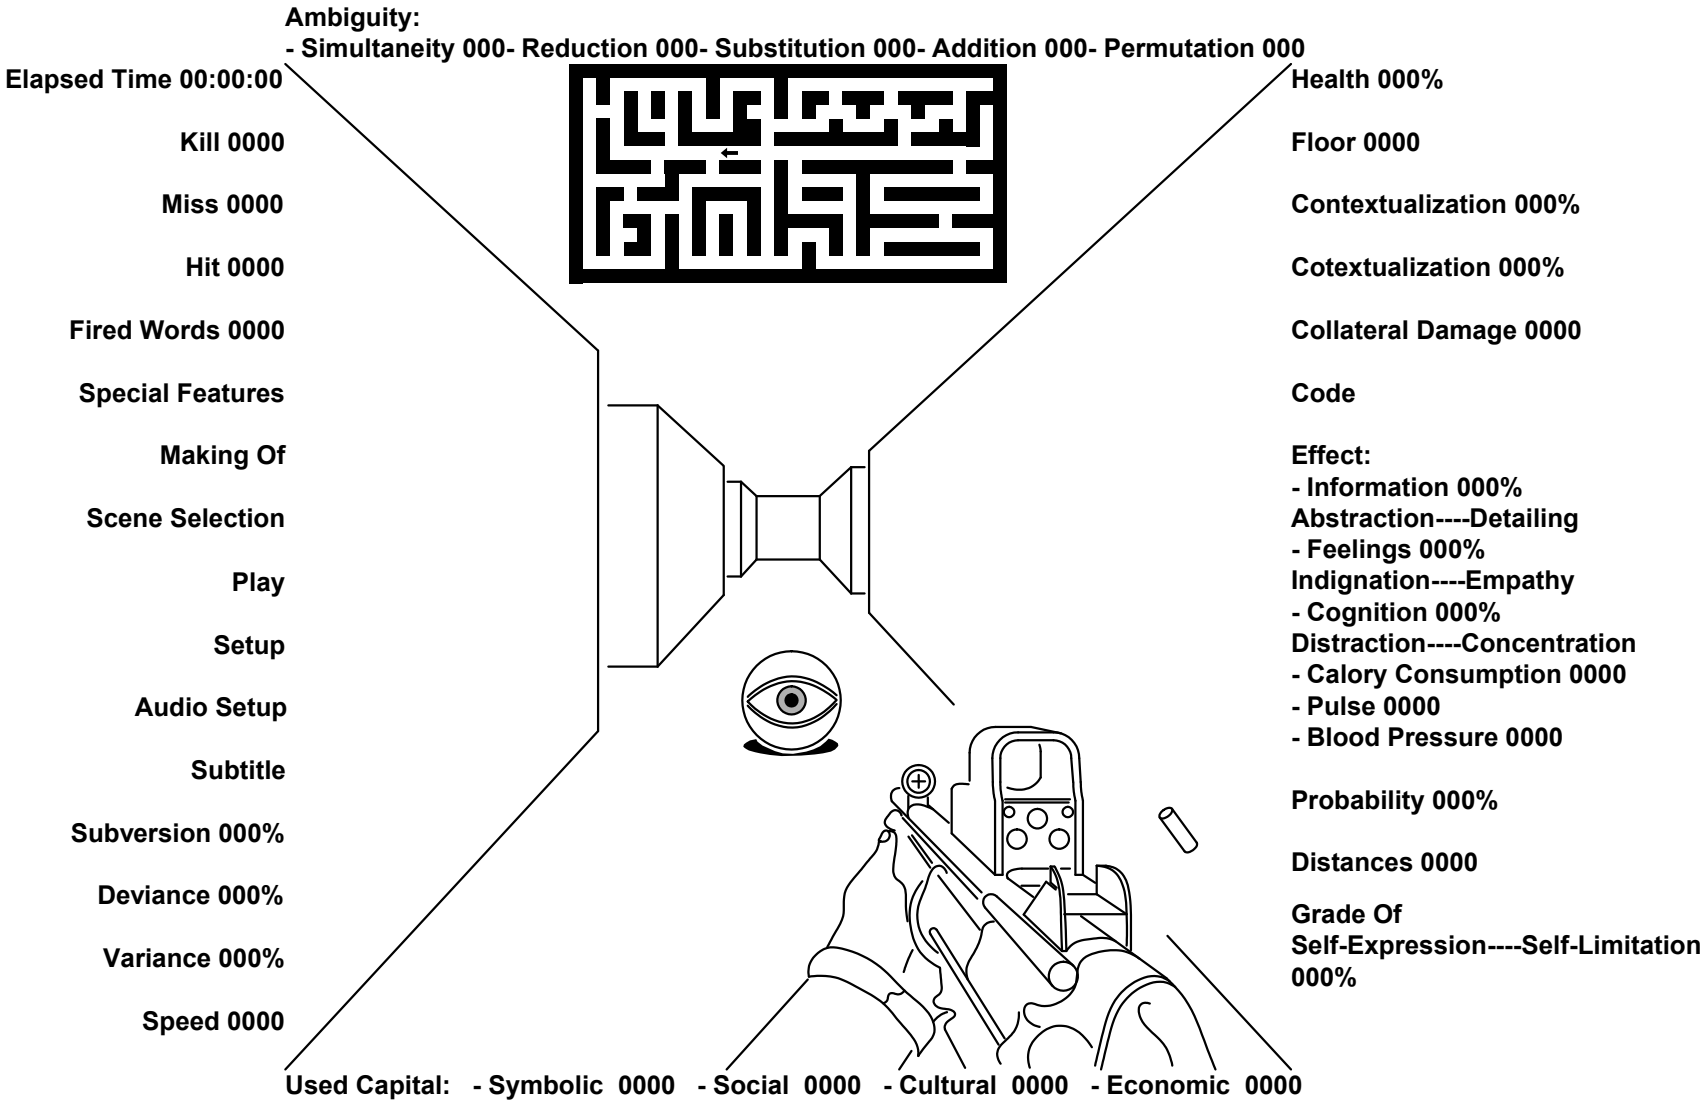 Ambiguity:
- Simultaneity 000- Reduction 000- Substitution 000- Addition 000- Permutation 000
Elapsed Time 00:00:00
Kill 0000
Miss 0000
Hit 0000
Fired Words 0000
Special Features
Making Of
Scene Selection
Play
Setup
Audio Setup
Subtitle
Subversion 000%
Deviance 000%
Variance 000%
Speed 0000
Health 000%
Floor 0000
Contextualization 000%
Cotextualization 000%
Collateral Damage 0000
Code
Effect:
- Information 000%
Abstraction----Detailing
- Feelings 000%
Indignation----Empathy
- Cognition 000%
Distraction----Concentration
- Calory Consumption 0000
- Pulse 0000
- Blood Pressure 0000
Probability 000%
Distances 0000
Grade Of
Self-Expression----Self-Limitation
000%
Used Capital: - Symbolic 0000 - Social 0000 - Cultural 0000 - Economic 0000